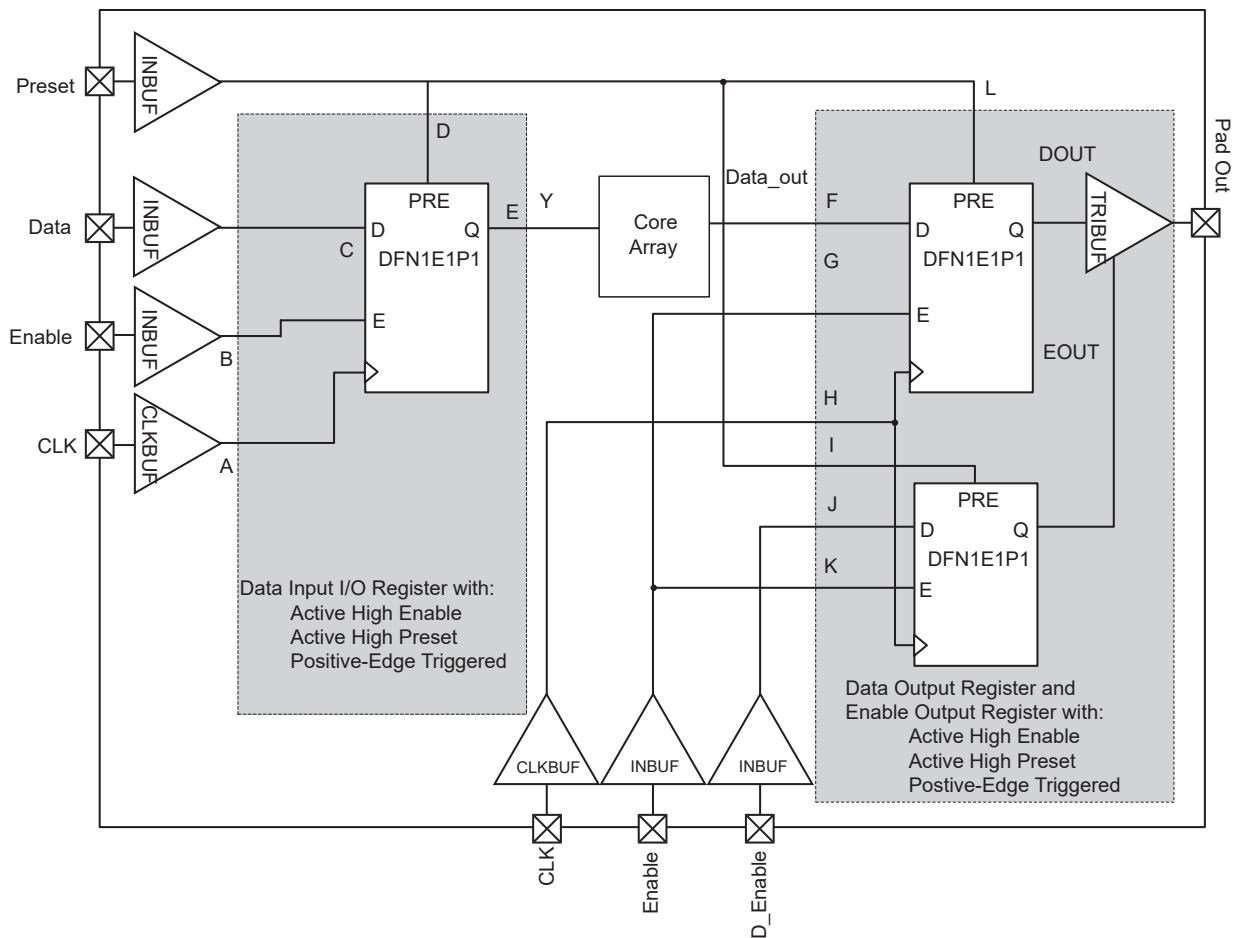 Preset
INBUF
L
D
Pad Out
DOUT
Data
INBUF
PRE
D
Q
DFN1E1P1
C
E
E
Y
Core
Array
Data_out
F
G
PRE
D
Q
DFN1E1P1
E
TRIBUF
EOUT
Enable
INBUF
B
CLK
CLKBUF
A
H
I
J
K
PRE
D
Q
DFN1E1P1
E
Data Input I/O Register with:
Active High Enable
Active High Preset
Positive-Edge Triggered
Data Output Register and
Enable Output Register with:
Active High Enable
Active High Preset
Postive-Edge Triggered
CLKBUF
INBUF
INBUF
CLK
Enable
D_Enable